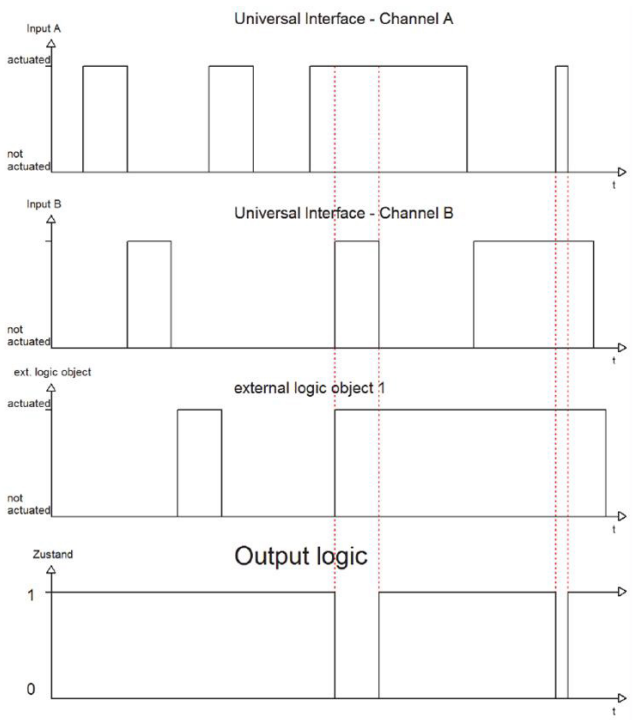 Universal Interface - Channel A
Input A
actuated
not
actuated
t
Input B
Universal Interface - Channel B
not
actuated
t
ext. logic object
external logic object 1
actuated
not
actuated
t
Zustand
Output logic
1
0
t